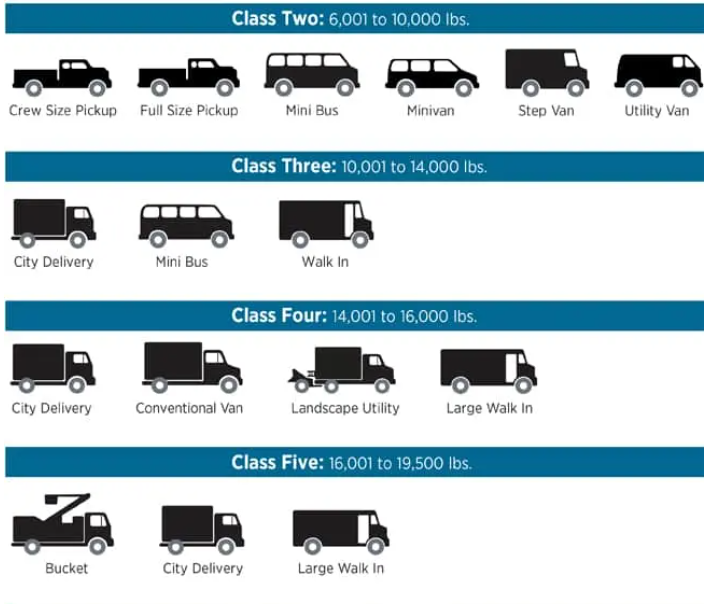 Class Two: 6,001 to 10,000 lbs.
Crew Size Pickup Full Size Pickup Mini Bus Minivan Step Van Utility Van
Class Three: 10,001 to 14,000 lbs.
City Delivery Mini Bus Walk In
Class Four: 14,001 to 16,000 lbs.
City Delivery Conventional Van Landscape Utility Large Walk In
Class Five: 16,001 to 19,500 lbs.
Bucket City Delivery Large Walk In